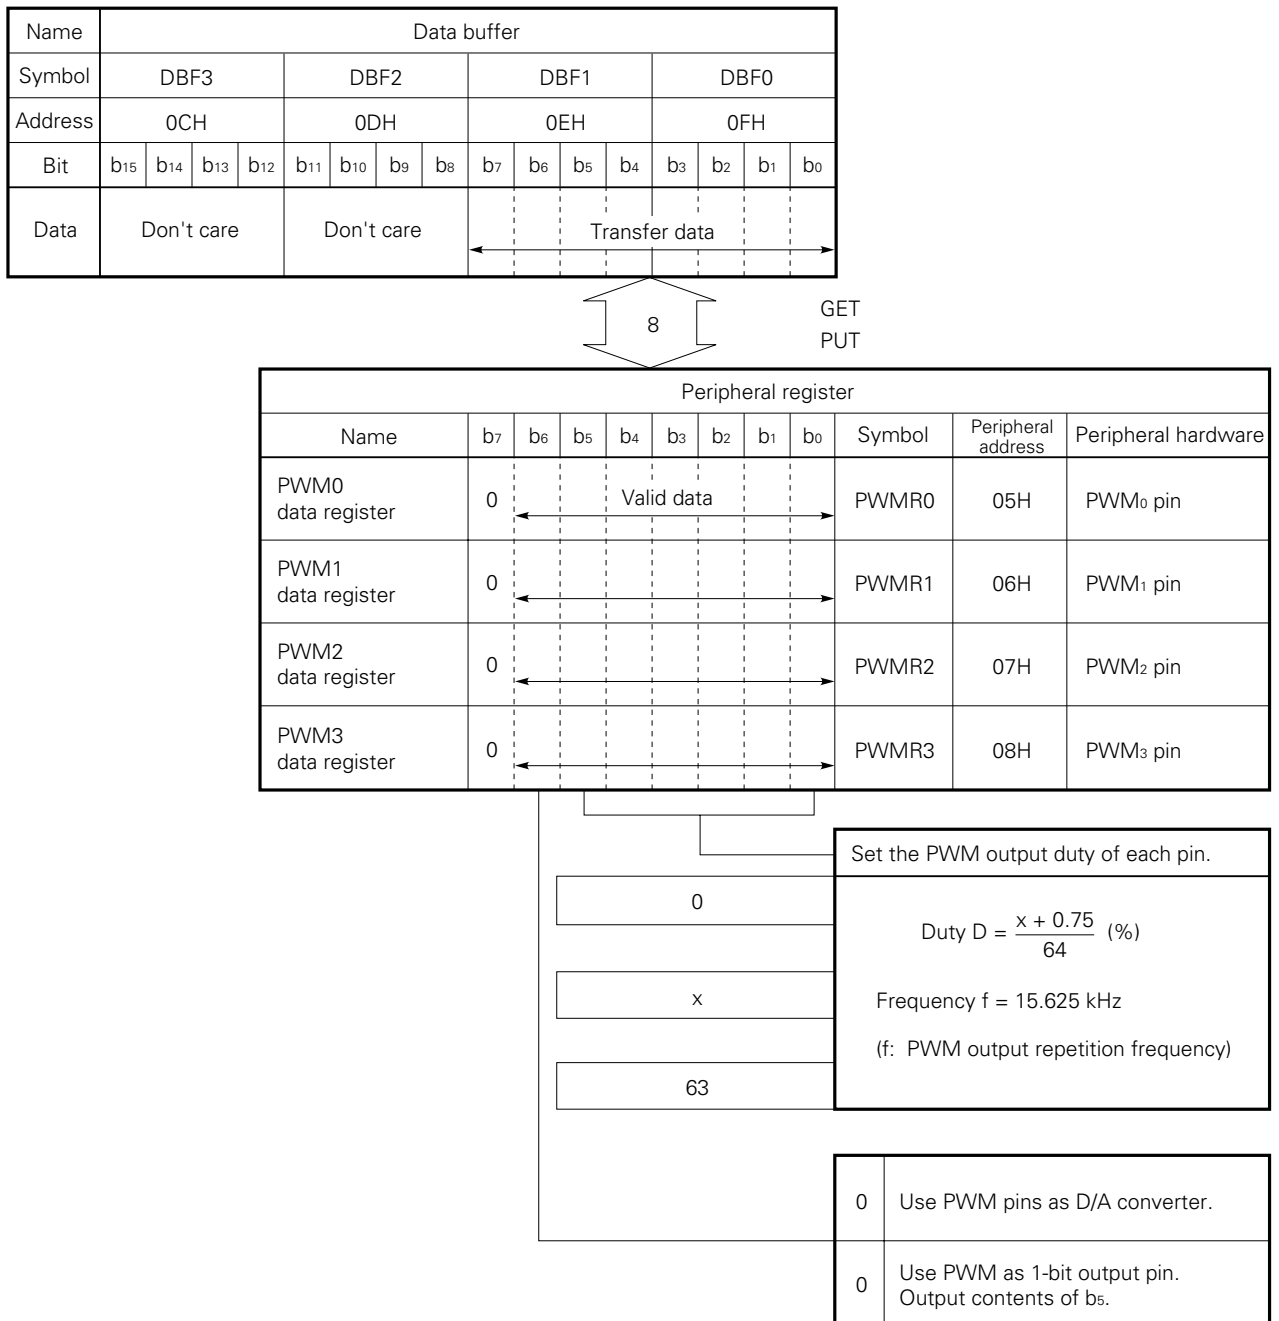 Name Data buffer
Symbol DBF3 DBF2 DBF1 DBF0
Address 0CH 0DH 0EH 0FH
Bit b15 b14 b13 b12 b11 b10 b9 b8 b7 b6 b5 b4 b3 b2 b1 b0
Data Don't care Don't care Transfer data
8
GET
PUT
Peripheral register
Name b7 b6 b5 b4 b3 b2 b1 b0 Symbol Peripheral address Peripheral hardware
PWM0
data register 0 Valid data PWMR0 05H PWM0 pin
PWM1
data register 0 PWMR1 06H PWM1 pin
PWM2
data register 0 PWMR2 07H PWM2 pin
PWM3
data register 0 PWMR3 08H PWM3 pin
Set the PWM output duty of each pin.
0
Duty D = x + 0.75 / 64 (%)
x
Frequency f = 15.625 kHz
(f: PWM output repetition frequency)
63
0 Use PWM pins as D/A converter.
0 Use PWM as 1-bit output pin.
Output contents of b5.